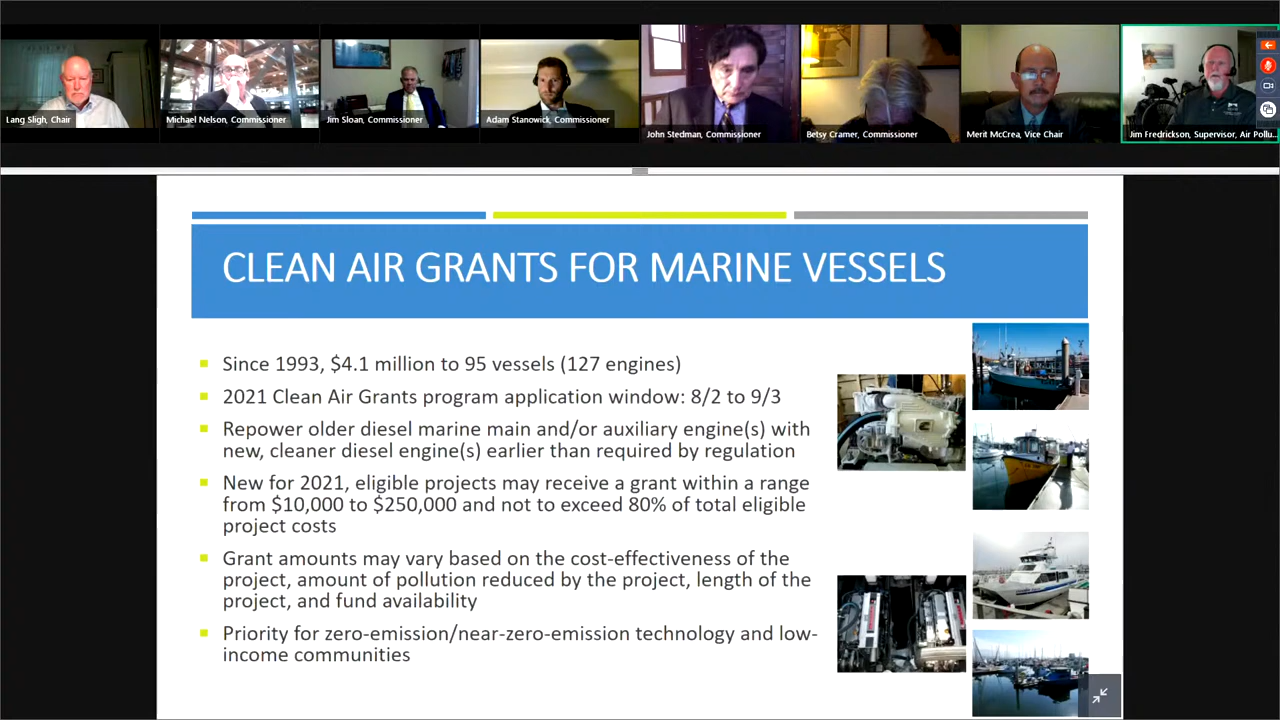 Lang Sligh, Chair
Michael Nelson, Commissioner
Jim Sloan, Commissioner
Adam Stanowick, Commissioner
John Stedman, Commissioner
Betsy Cramer, Commissioner
Merit McCrea, Vice Chair
Jim Fredrickson, Supervisor, Air Pollu...
CLEAN AIR GRANTS FOR MARINE VESSELS
Since 1993, $4.1 million to 95 vessels (127 engines)
2021 Clean Air Grants program application window: 8/2 to 9/3
Repower older diesel marine main and/or auxiliary engine(s) with
new, cleaner diesel engine(s) earlier than required by regulation
New for 2021, eligible projects may receive a grant within a range
from $10,000 to $250,000 and not to exceed 80% of total eligible
project costs
Grant amounts may vary based on the cost-effectiveness of the
project, amount of pollution reduced by the project, length of the
project, and fund availability
Priority for zero-emission/near-zero-emission technology and low-
income communities